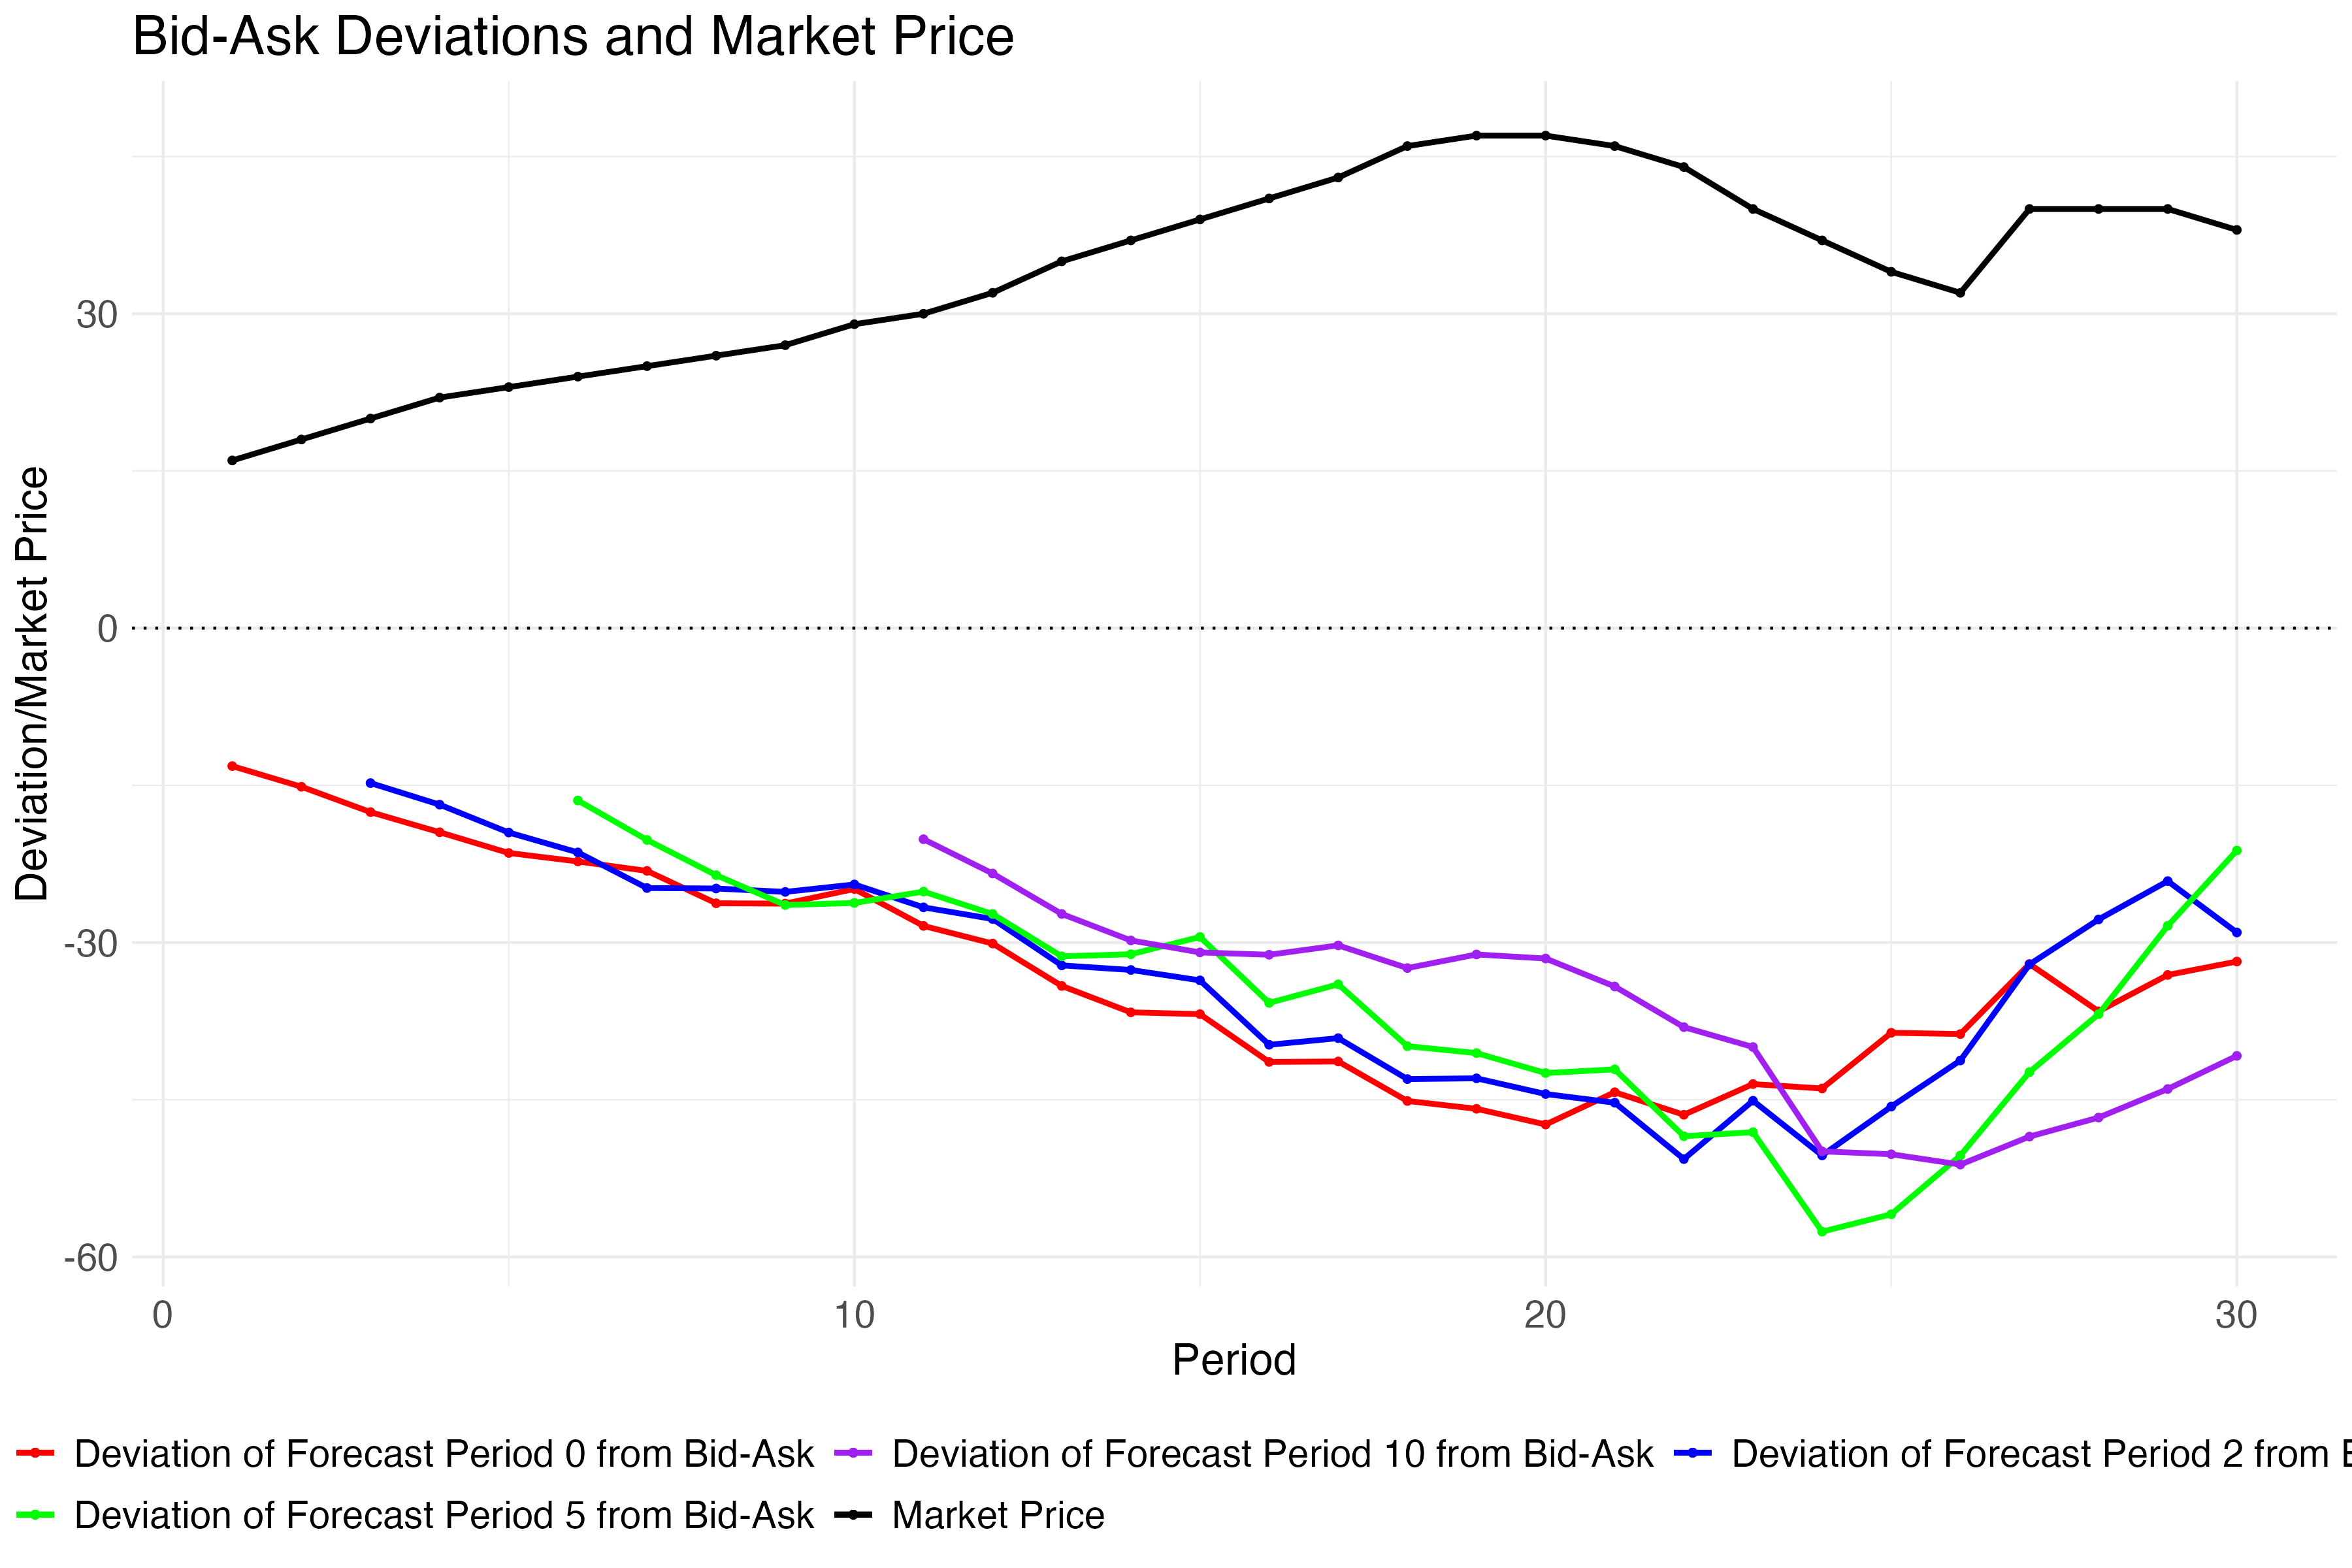 Bid-Ask Deviations and Market Price
Deviation/Market Price
30
0
-30
-60
0 10 20 30
Period
Deviation of Forecast Period 0 from Bid-Ask Deviation of Forecast Period 10 from Bid-Ask Deviation of Forecast Period 2 from
Deviation of Forecast Period 5 from Bid-Ask Market Price